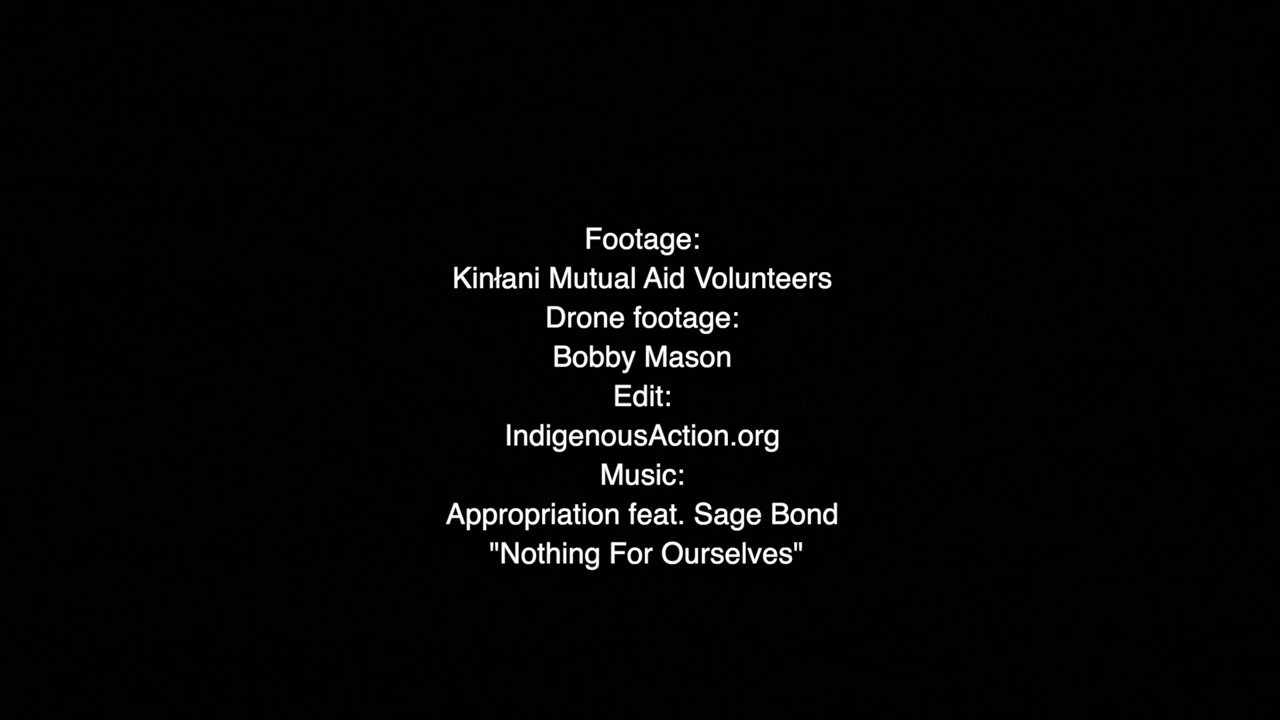 Footage:
Kinłani Mutual Aid Volunteers
Drone footage:
Bobby Mason
Edit:
IndigenousAction.org
Music:
Appropriation feat. Sage Bond
"Nothing For Ourselves"